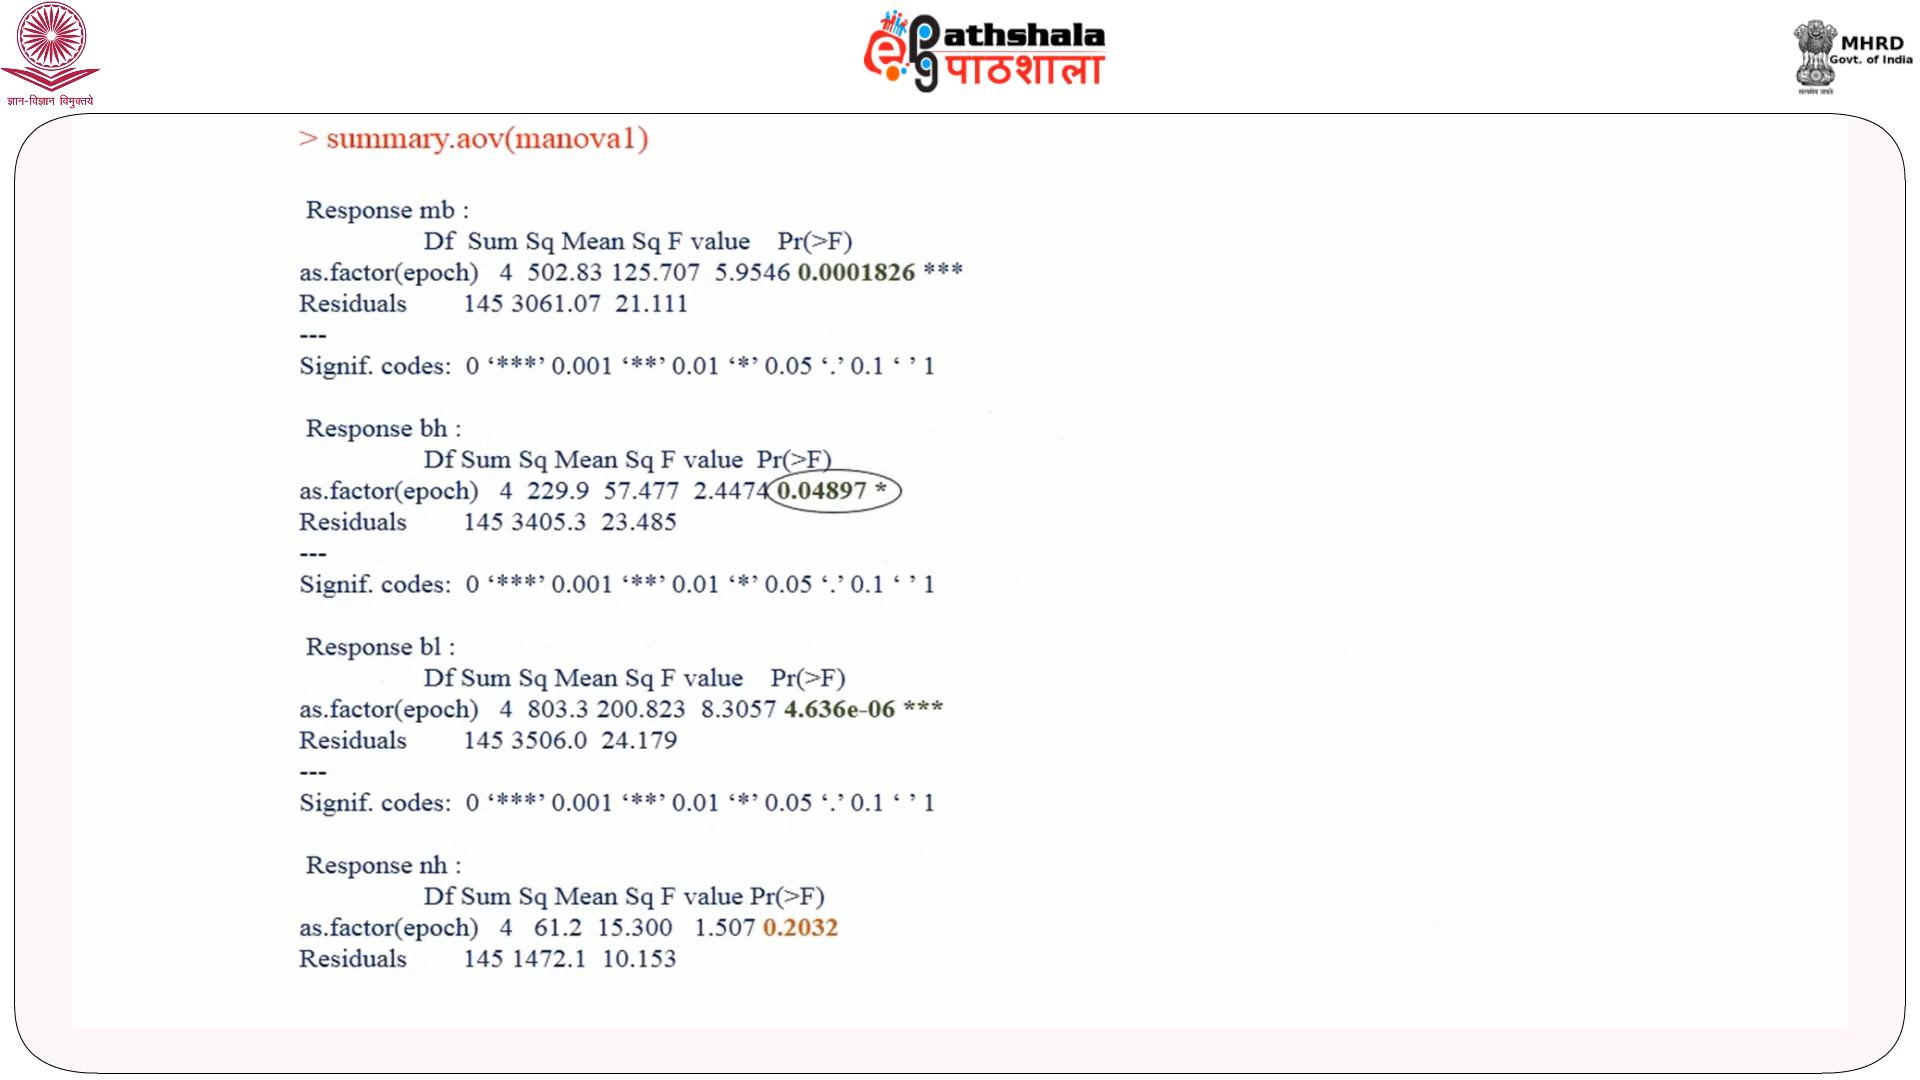 ज्ञान-विज्ञान विमुक्तये
ePg Pathshala
पाठशाला
MHRD
Govt. of India
सत्यमेव जयते
> summary.aov(manova1)
Response mb :
Df Sum Sq Mean Sq F value Pr(>F)
as.factor(epoch) 4 502.83 125.707 5.9546 0.0001826 ***
Residuals 145 3061.07 21.111
---
Signif. codes: 0 ‘***’ 0.001 ‘**’ 0.01 ‘*’ 0.05 ‘.’ 0.1 ‘ ’ 1
Response bh :
Df Sum Sq Mean Sq F value Pr(>F)
as.factor(epoch) 4 229.9 57.477 2.4474 0.04897 *
Residuals 145 3405.3 23.485
---
Signif. codes: 0 ‘***’ 0.001 ‘**’ 0.01 ‘*’ 0.05 ‘.’ 0.1 ‘ ’ 1
Response bl :
Df Sum Sq Mean Sq F value Pr(>F)
as.factor(epoch) 4 803.3 200.823 8.3057 4.636e-06 ***
Residuals 145 3506.0 24.179
---
Signif. codes: 0 ‘***’ 0.001 ‘**’ 0.01 ‘*’ 0.05 ‘.’ 0.1 ‘ ’ 1
Response nh :
Df Sum Sq Mean Sq F value Pr(>F)
as.factor(epoch) 4 61.2 15.300 1.507 0.2032
Residuals 145 1472.1 10.153